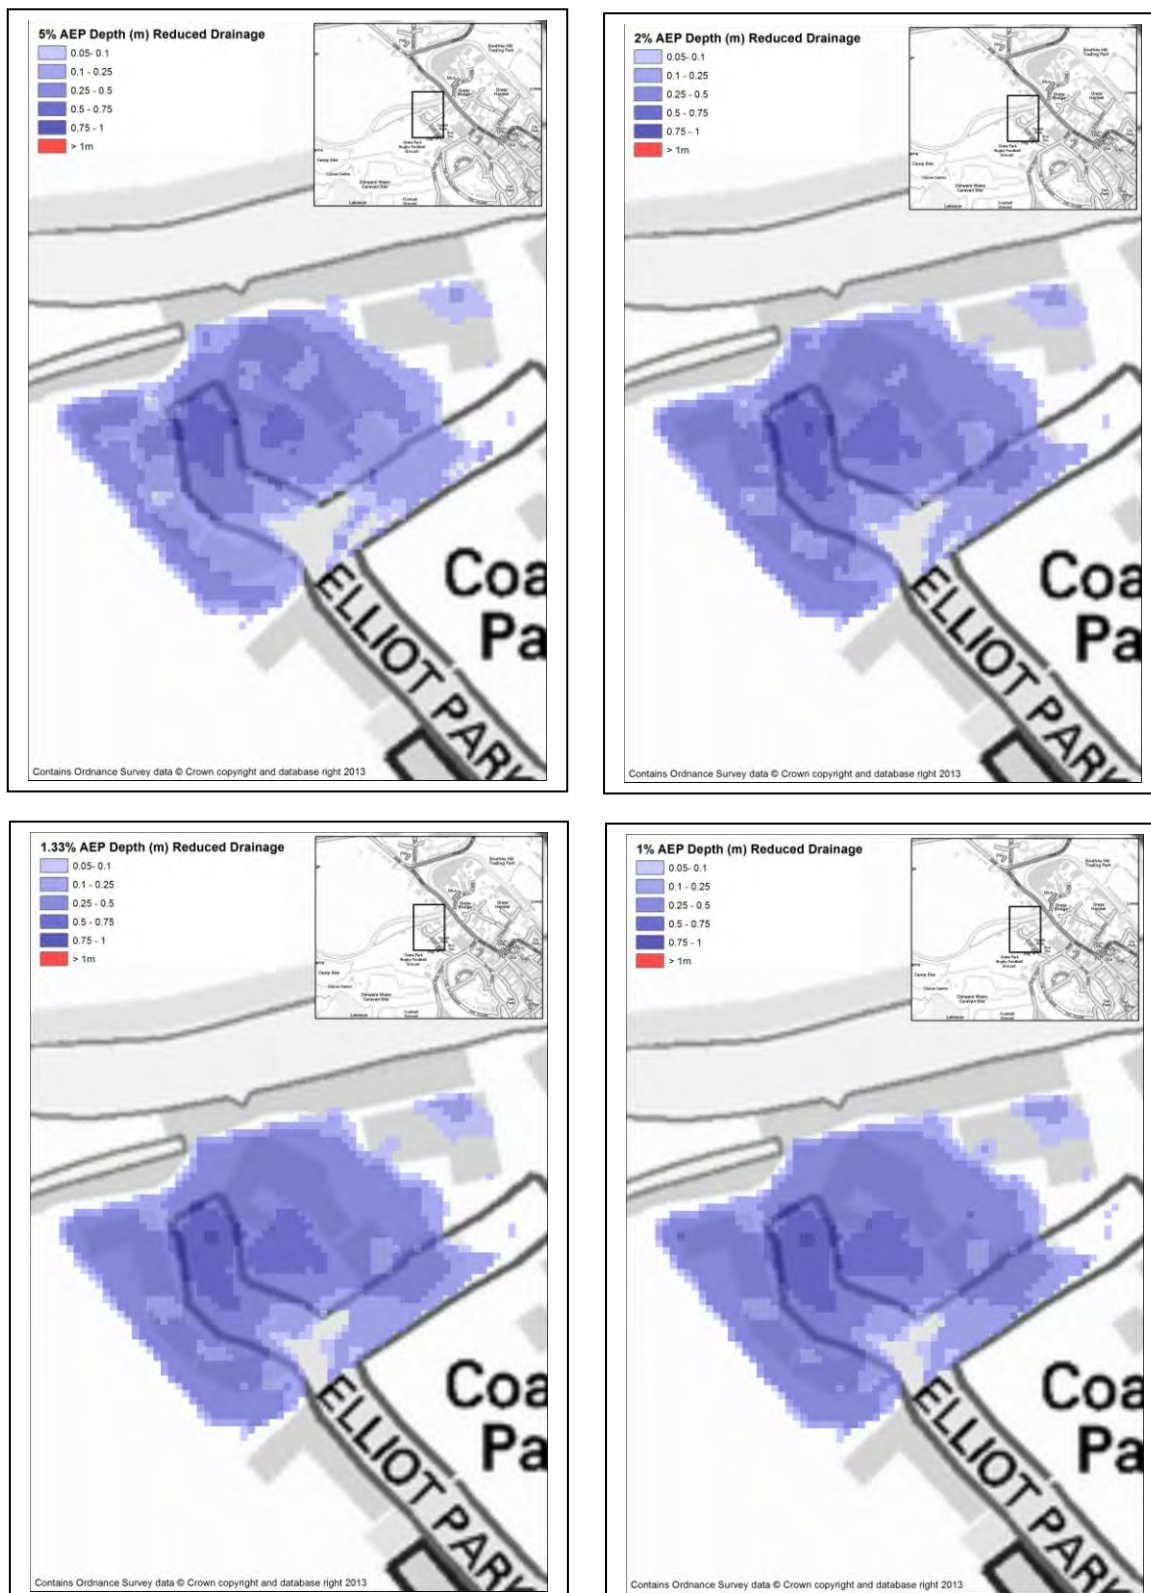 5% AEP Depth (m) Reduced Drainage
0.05- 0.1
0.1 - 0.25
0.25 - 0.5
0.5 - 0.75
0.75 - 1
> 1m
Camp Site
Coa
Pa
ELLIOT PARK
Contains Ordnance Survey data © Crown copyright and database right 2013
2% AEP Depth (m) Reduced Drainage
0.05- 0.1
0.1 - 0.25
0.25 - 0.5
0.5 - 0.75
0.75 - 1
> 1m
Camp Site
Coa
Pa
ELLIOT PARK
Contains Ordnance Survey data © Crown copyright and database right 2013
1.33% AEP Depth (m) Reduced Drainage
0.05- 0.1
0.1 - 0.25
0.25 - 0.5
0.5 - 0.75
0.75 - 1
> 1m
Camp Site
Coa
Pa
ELLIOT PARK
Contains Ordnance Survey data © Crown copyright and database right 2013
1% AEP Depth (m) Reduced Drainage
0.05- 0.1
0.1 - 0.25
0.25 - 0.5
0.5 - 0.75
0.75 - 1
> 1m
Camp Site
Coa
Pa
ELLIOT PARK
Contains Ordnance Survey data © Crown copyright and database right 2013